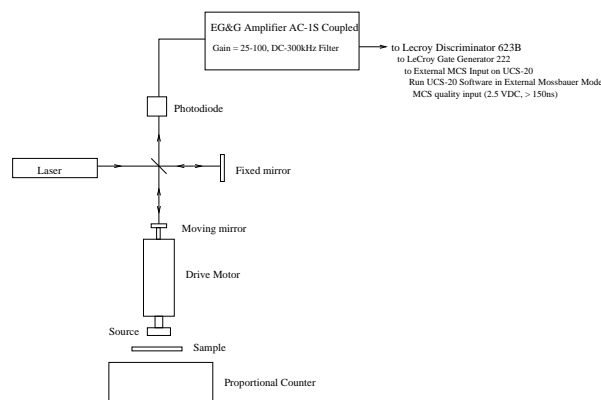 EG&G Amplifier AC-1S Coupled
Gain = 25-100, DC-300kHz Filter
to Lecroy Discriminator 623B
to LeCroy Gate Generator 222
to External MCS Input on UCS-20
Run UCS-20 Software in External Mossbauer Mode
MCS quality input (2.5 VDC, > 150ns)
Photodiode
Laser
Fixed mirror
Moving mirror
Drive Motor
Source
Sample
Proportional Counter